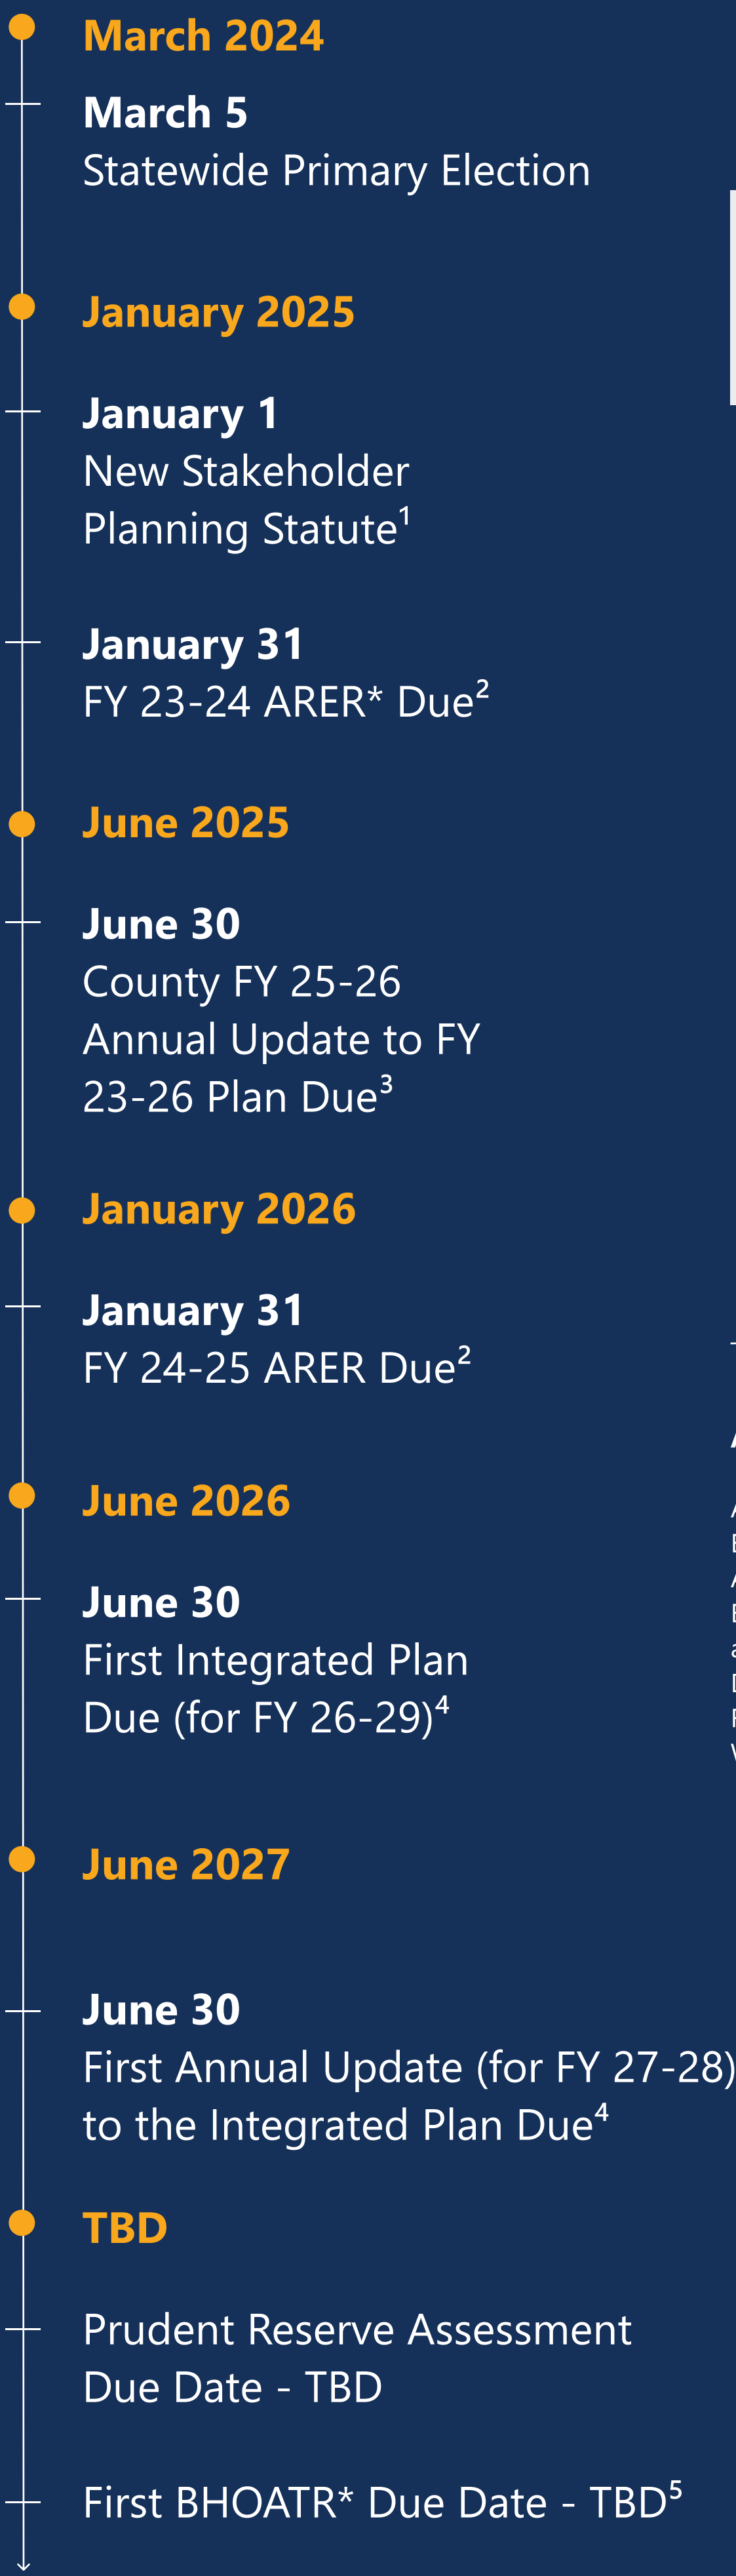 March 2024
March 5
Statewide Primary Election
January 2025
January 1
New Stakeholder
Planning Statute¹
January 31
FY 23-24 ARER* Due²
June 2025
June 30
County FY 25-26
Annual Update to FY
23-26 Plan Due³
January 2026
January 31
FY 24-25 ARER Due²
June 2026
June 30
First Integrated Plan
Due (for FY 26-29)⁴
June 2027
June 30
First Annual Update (for FY 27-28)
to the Integrated Plan Due⁴
TBD
Prudent Reserve Assessment
Due Date - TBD
First BHOATR* Due Date - TBD⁵